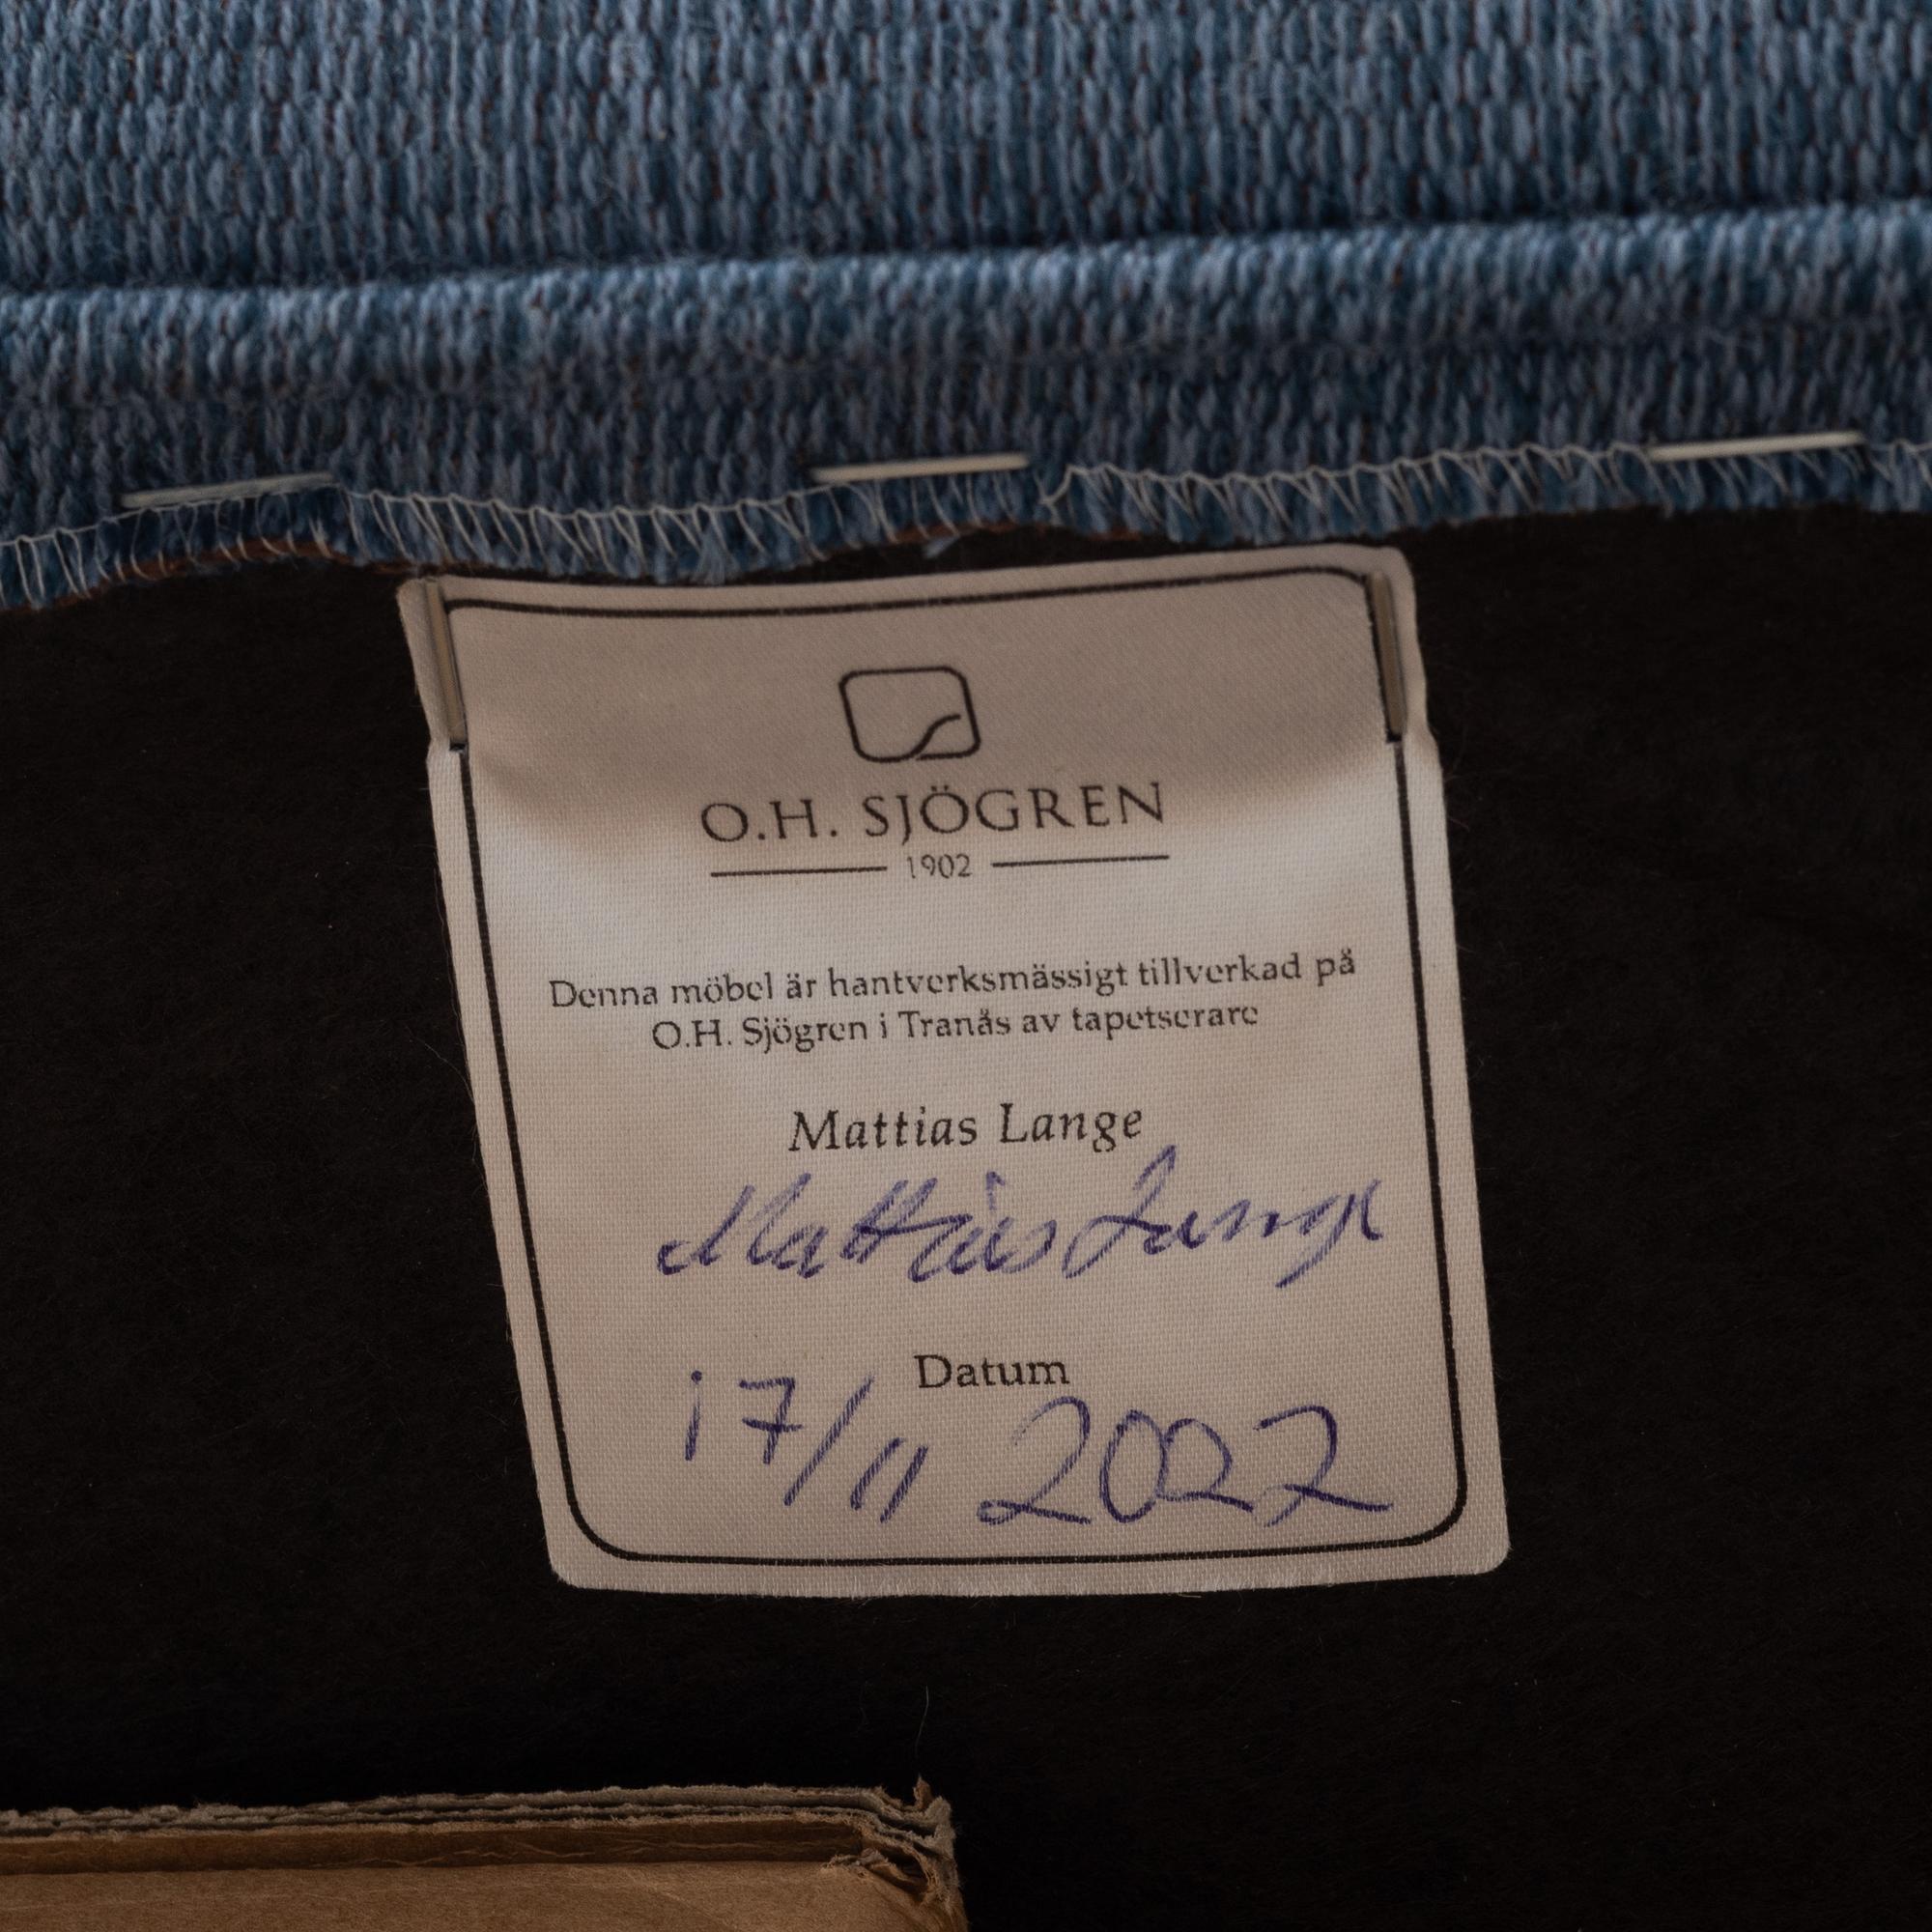 O.H. SJÖGREN
1902
Denna möbel är hantverksmässigt tillverkad på
O.H. Sjögren i Tranås av tapetserare
Mattias Lange
Mattias Lange
Datum
17/11 2022